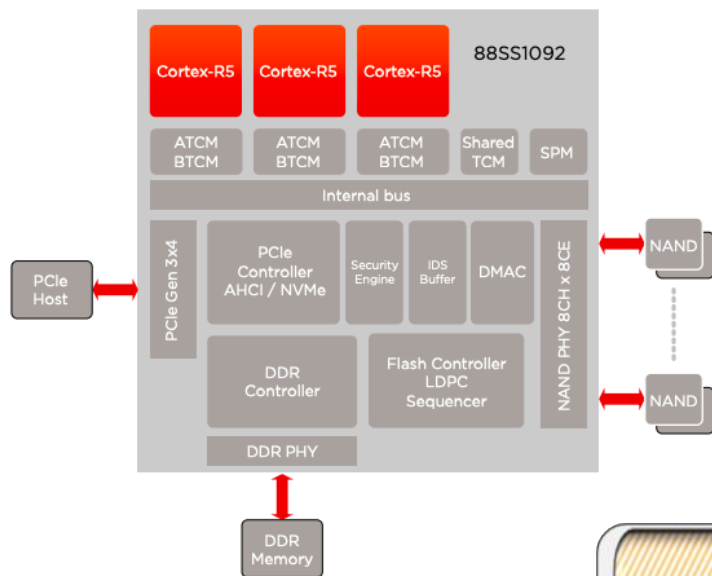 88SS1092
Cortex-R5
Cortex-R5
Cortex-R5
ATCM
BTCM
ATCM
BTCM
ATCM
BTCM
Shared
TCM
SPM
Internal bus
PCIe
Host
PCIe Gen 3x4
PCIe
Controller
AHCI / NVMe
Security
Engine
IDS
Buffer
DMAC
NAND PHY 8CH x 8CE
NAND
NAND
DDR
Controller
Flash Controller
LDPC
Sequencer
DDR PHY
DDR
Memory